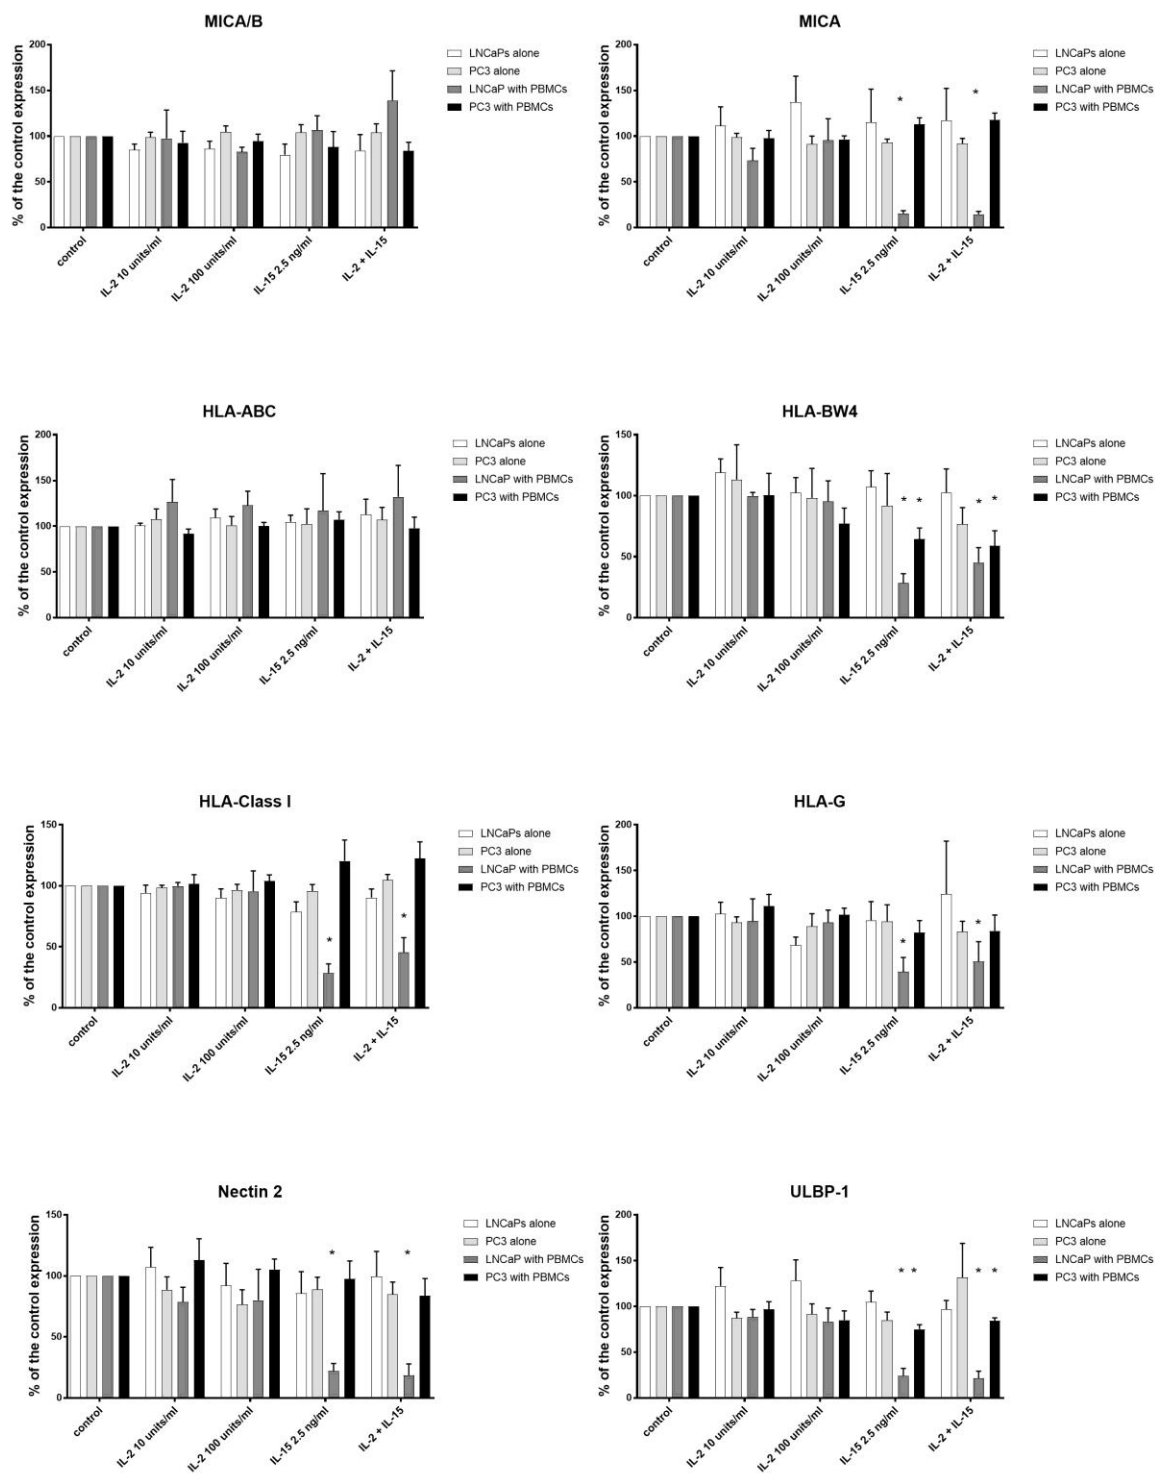 MICA/B
% of the control expression
200
150
100
50
0
control
IL-2 10 units/ml
IL-2 100 units/ml
IL-15 2.5 ng/ml
IL-2 + IL-15
LNCaPs alone
PC3 alone
LNCaP with PBMCs
PC3 with PBMCs
MICA
% of the control expression
200
150
100
50
0
* *
control
IL-2 10 units/ml
IL-2 100 units/ml
IL-15 2.5 ng/ml
IL-2 + IL-15
LNCaPs alone
PC3 alone
LNCaP with PBMCs
PC3 with PBMCs
HLA-ABC
% of the control expression
200
150
100
50
0
control
IL-2 10 units/ml
IL-2 100 units/ml
IL-15 2.5 ng/ml
IL-2 + IL-15
LNCaPs alone
PC3 alone
LNCaP with PBMCs
PC3 with PBMCs
HLA-BW4
% of the control expression
150
100
50
0
* * * *
control
IL-2 10 units/ml
IL-2 100 units/ml
IL-15 2.5 ng/ml
IL-2 + IL-15
LNCaPs alone
PC3 alone
LNCaP with PBMCs
PC3 with PBMCs
HLA-Class I
% of the control expression
150
100
50
0
* *
control
IL-2 10 units/ml
IL-2 100 units/ml
IL-15 2.5 ng/ml
IL-2 + IL-15
LNCaPs alone
PC3 alone
LNCaP with PBMCs
PC3 with PBMCs
HLA-G
% of the control expression
200
150
100
50
0
* *
control
IL-2 10 units/ml
IL-2 100 units/ml
IL-15 2.5 ng/ml
IL-2 + IL-15
LNCaPs alone
PC3 alone
LNCaP with PBMCs
PC3 with PBMCs
Nectin 2
% of the control expression
150
100
50
0
* *
control
IL-2 10 units/ml
IL-2 100 units/ml
IL-15 2.5 ng/ml
IL-2 + IL-15
LNCaPs alone
PC3 alone
LNCaP with PBMCs
PC3 with PBMCs
ULBP-1
% of the control expression
200
150
100
50
0
* * * *
control
IL-2 10 units/ml
IL-2 100 units/ml
IL-15 2.5 ng/ml
IL-2 + IL-15
LNCaPs alone
PC3 alone
LNCaP with PBMCs
PC3 with PBMCs